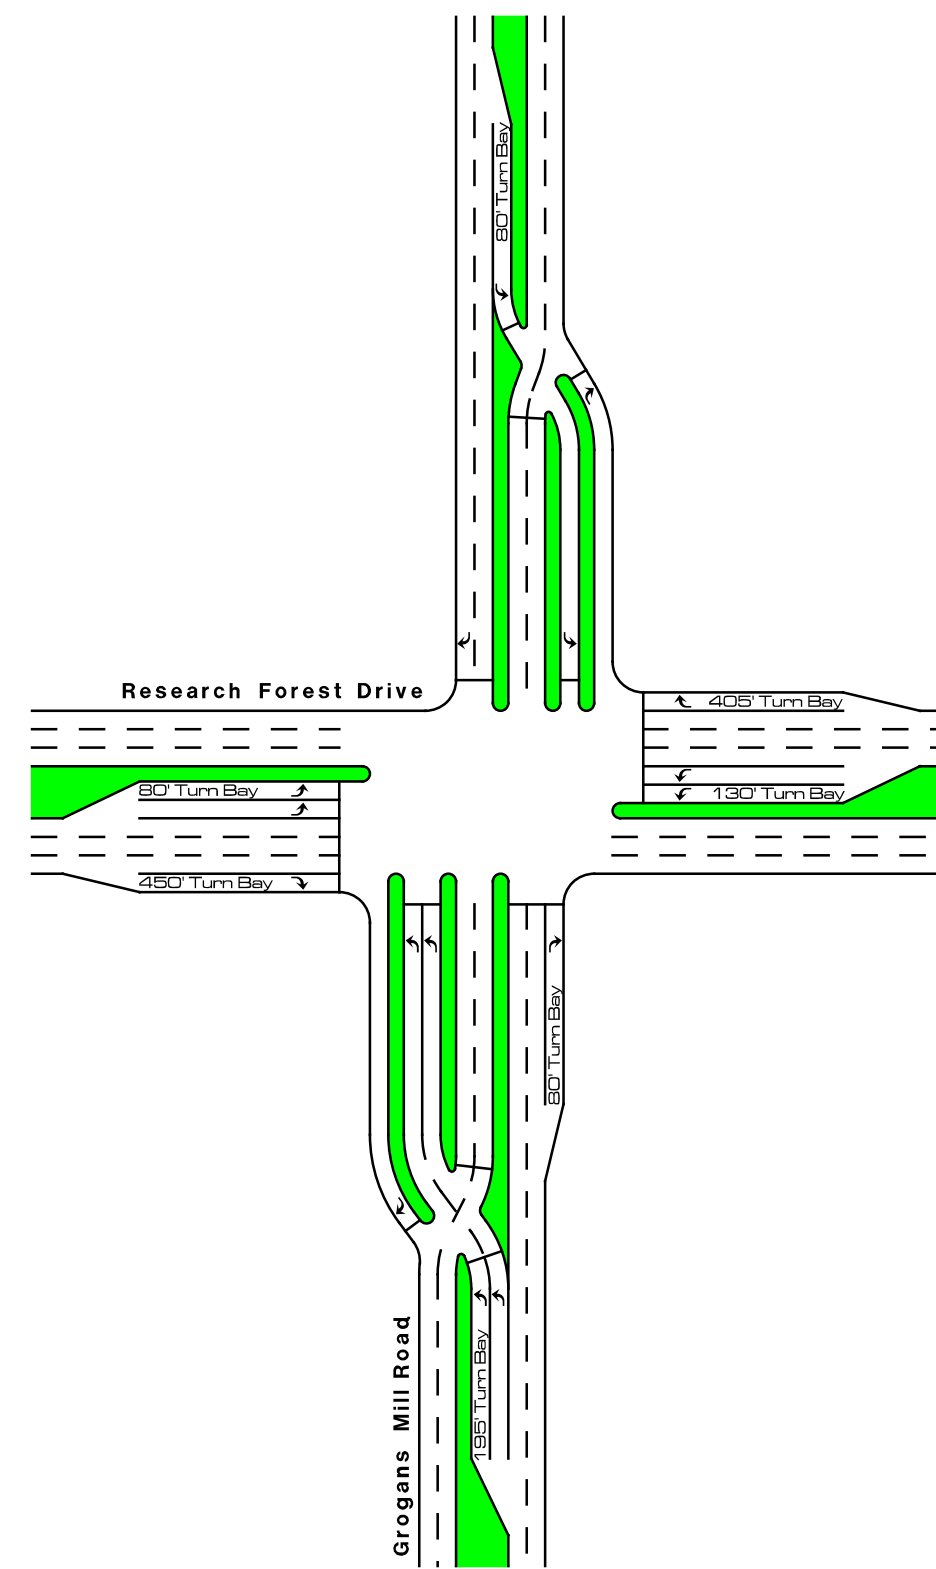 80' Turn Bay
Research Forest Drive
405' Turn Bay
80' Turn Bay
130' Turn Bay
450' Turn Bay
80' Turn Bay
Grogans Mill Road
195' Turn Bay